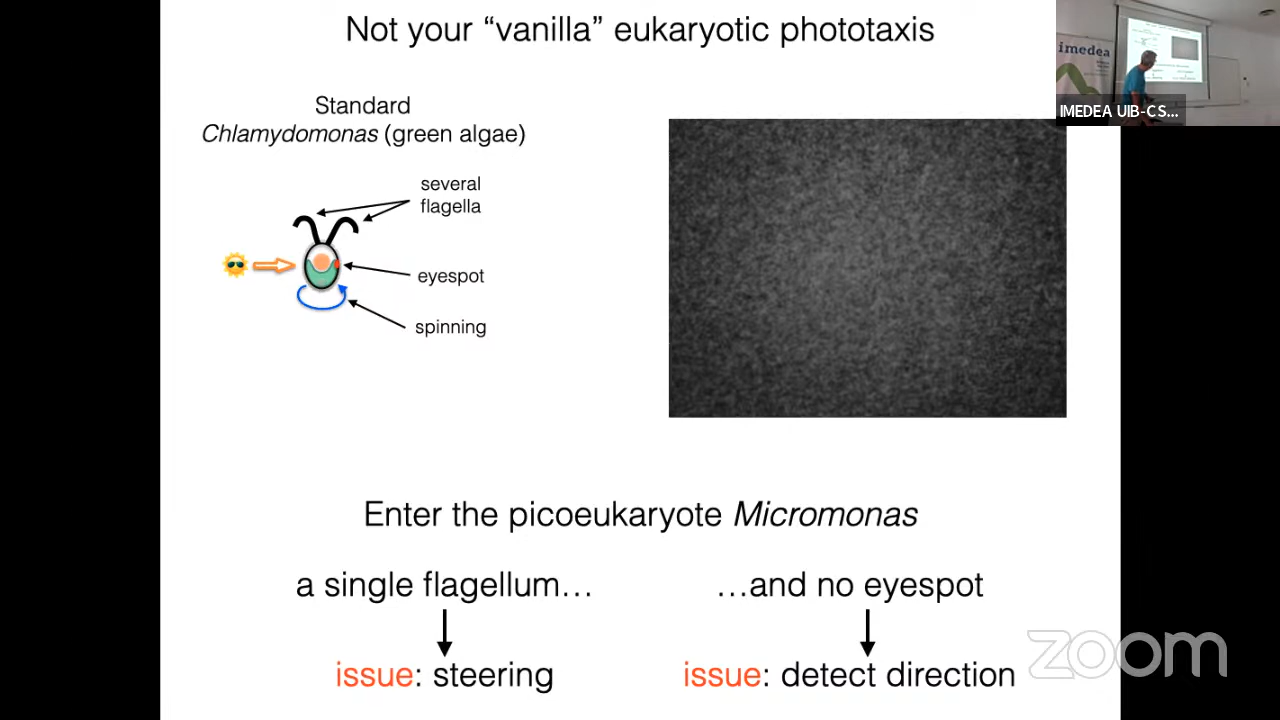 Not your “vanilla” eukaryotic phototaxis
imedea
IMEDEA UIB-CS...
Standard
Chlamydomonas (green algae)
several
flagella
eyespot
spinning
Enter the picoeukaryote Micromonas
a single flagellum…
…and no eyespot
issue: steering
issue: detect direction
zoom